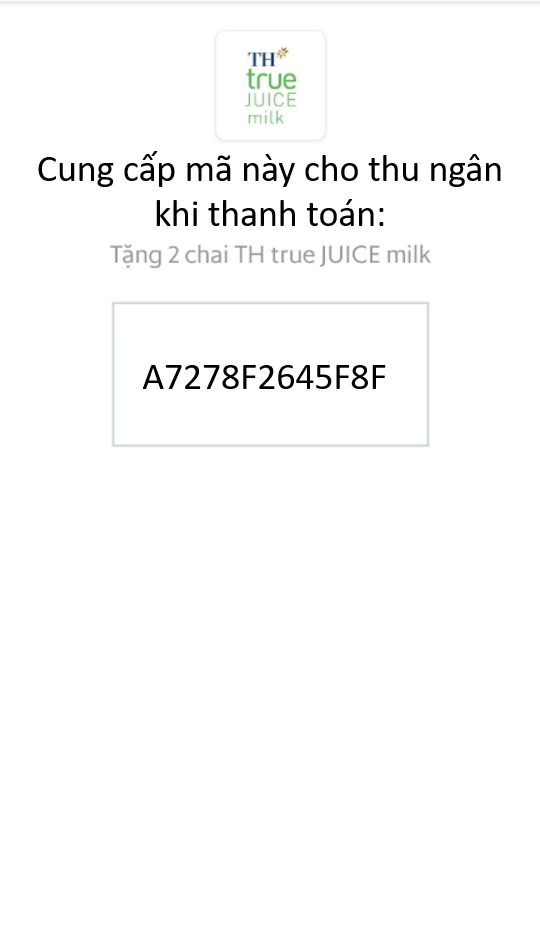 TH
true
JUICE
milk
Cung cấp mã này cho thu ngân
khi thanh toán:
Tặng 2 chai TH true JUICE milk
A7278F2645F8F